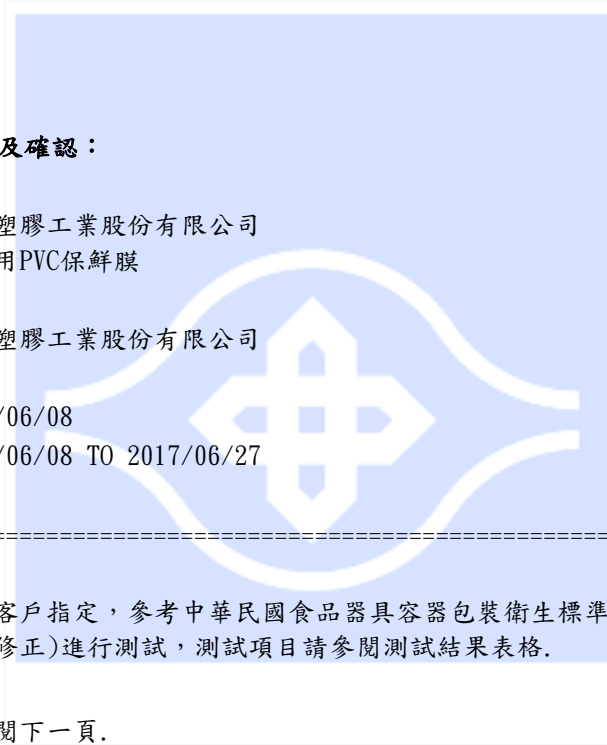 及確認：
塑膠工業股份有限公司
用PVC保鮮膜
塑膠工業股份有限公司
/06/08
/06/08 TO 2017/06/27
客戶指定，參考中華民國食品器具容器包裝衛生標準
修正)進行測試，測試項目請參閱測試結果表格.
閱下一頁.